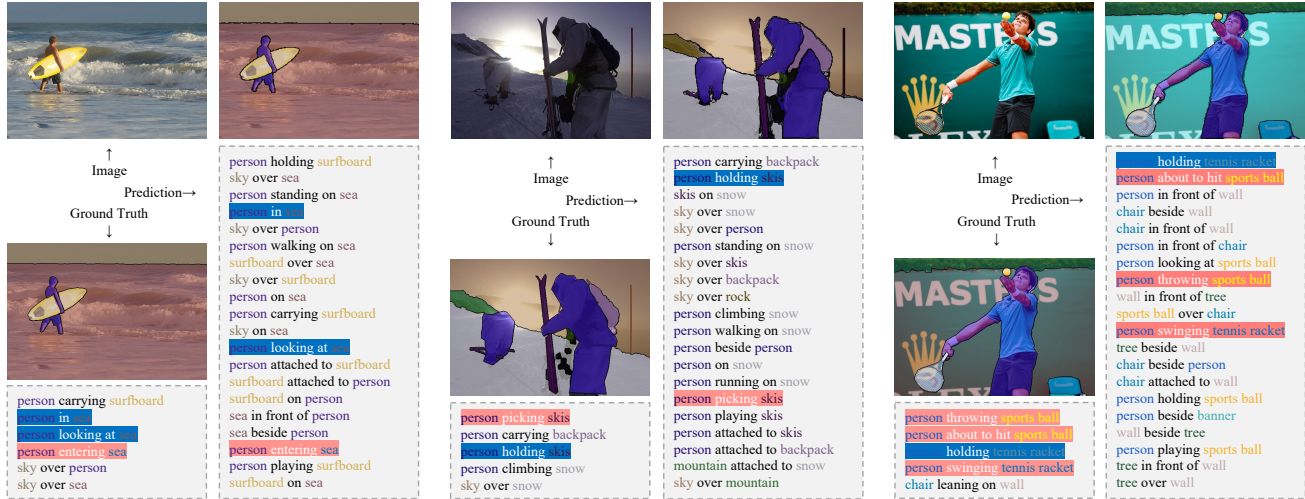 ↑
Image
Prediction→
Ground Truth
↓
person carrying surfboard
person in sea
person looking at sea
person entering sea
sky over person
sky over sea
person holding surfboard
sky over sea
person standing on sea
person in sea
sky over person
person walking on sea
surfboard over sea
sky over surfboard
person on sea
person carrying surfboard
sky on sea
person looking at sea
person attached to surfboard
surfboard attached to person
surfboard on person
sea in front of person
sea beside person
person entering sea
person playing surfboard
surfboard on sea
↑
Image
Prediction→
Ground Truth
↓
person picking skis
person carrying backpack
person holding skis
person climbing snow
sky over snow
person carrying backpack
person holding skis
skis on snow
sky over snow
sky over person
person standing on snow
sky over skis
sky over backpack
sky over rock
person climbing snow
person walking on snow
person beside person
person on snow
person running on snow
person picking skis
person playing skis
person attached to skis
person attached to backpack
mountain attached to snow
sky over mountain
MASTERS
LEX
↑
Image
Prediction→
Ground Truth
↓
MASTERS
LEX
person throwing sports ball
person about to hit sports ball
holding tennis racket
person swinging tennis racket
chair leaning on wall
MASTERS
LEX
holding tennis racket
person about to hit sports ball
person in front of wall
chair beside wall
chair in front of wall
person in front of chair
person looking at sports ball
person throwing sports ball
wall in front of tree
sports ball over chair
person swinging tennis racket
tree beside wall
chair beside person
chair attached to wall
person holding sports ball
person beside banner
wall beside tree
person playing sports ball
tree in front of wall
tree over wall